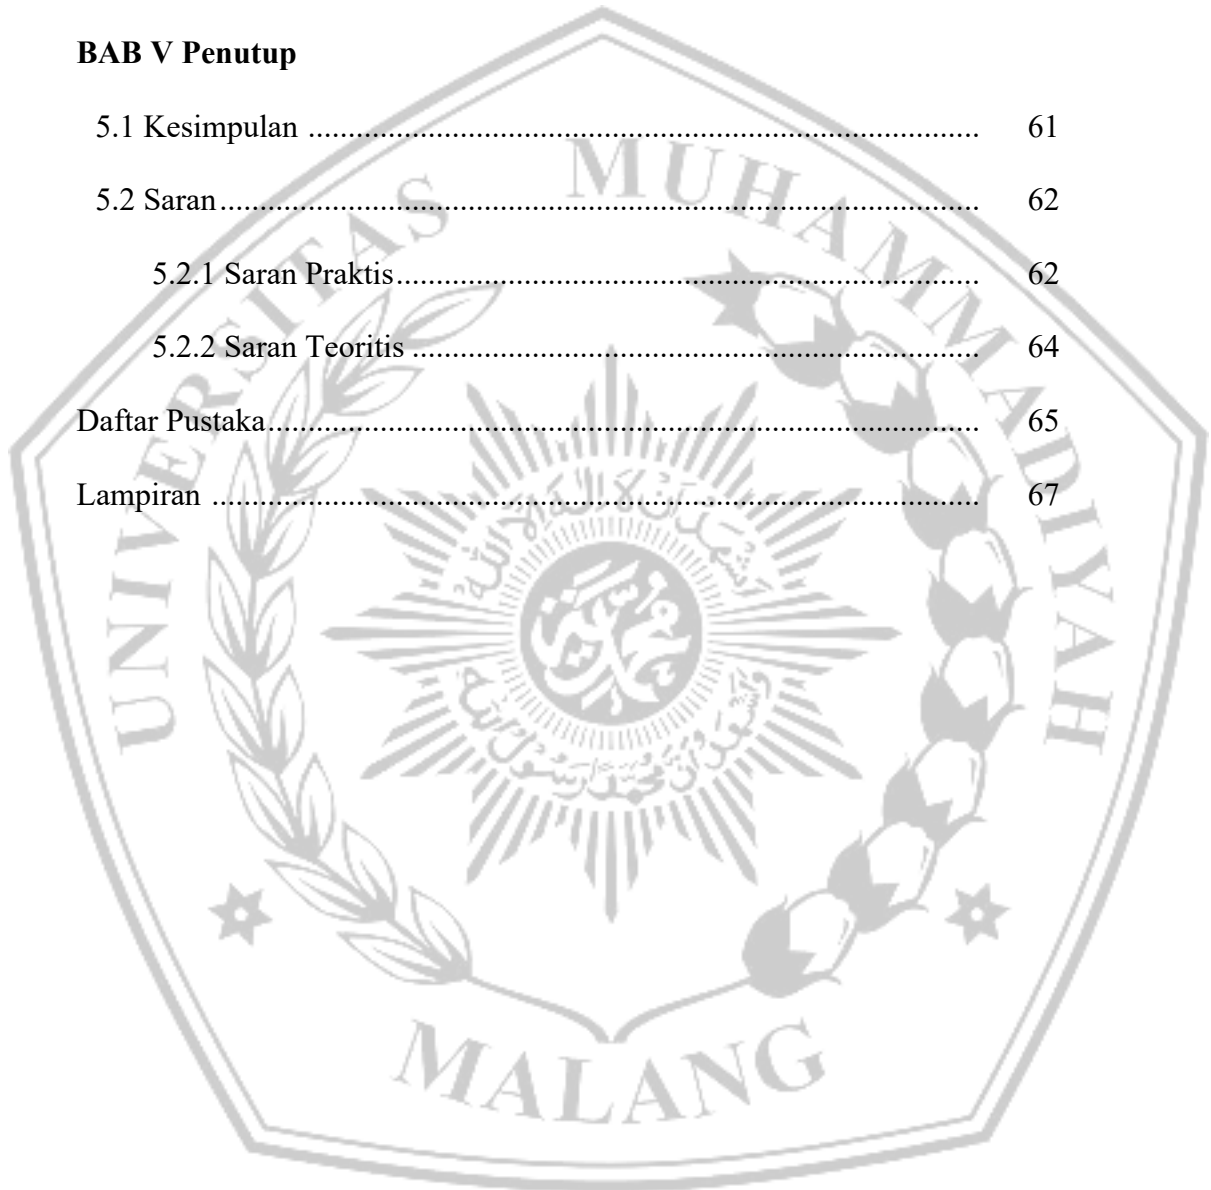 BAB V Penutup
5.1 Kesimpulan ........................................................................................ 61
5.2 Saran ................................................................................................... 62
5.2.1 Saran Praktis ............................................................................ 62
5.2.2 Saran Teoritis .......................................................................... 64
Daftar Pustaka ............................................................................................. 65
Lampiran .................................................................................................... 67
UNIVERSITAS MUHAMMADIYAH
MALANG